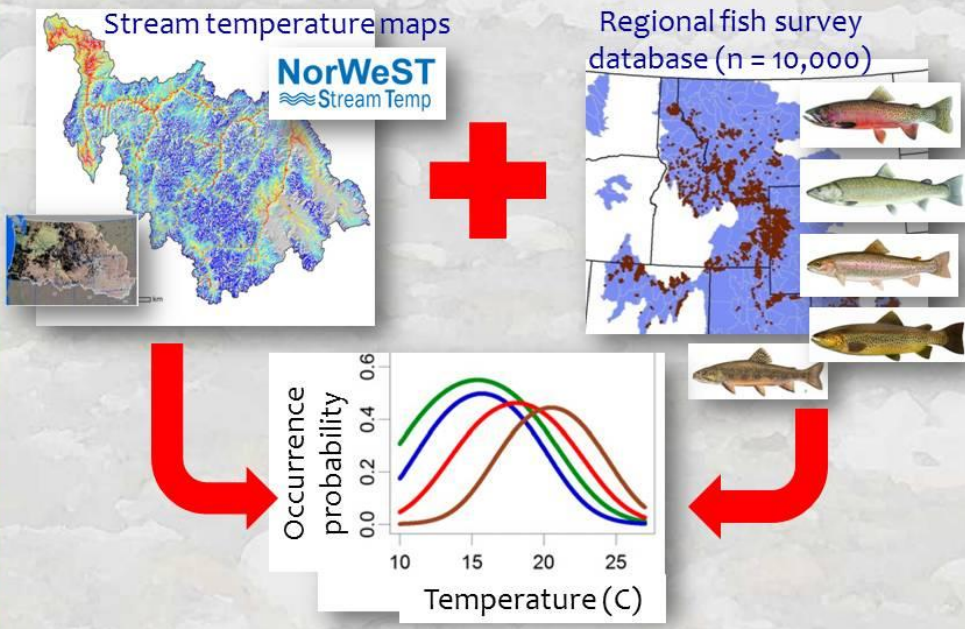 Stream temperature maps
NorWeST
Stream Temp
km
Regional fish survey
database (n = 10,000)
Occurrence
probability
0.6
0.4
0.2
0.0
10
15
20
25
Temperature (C)